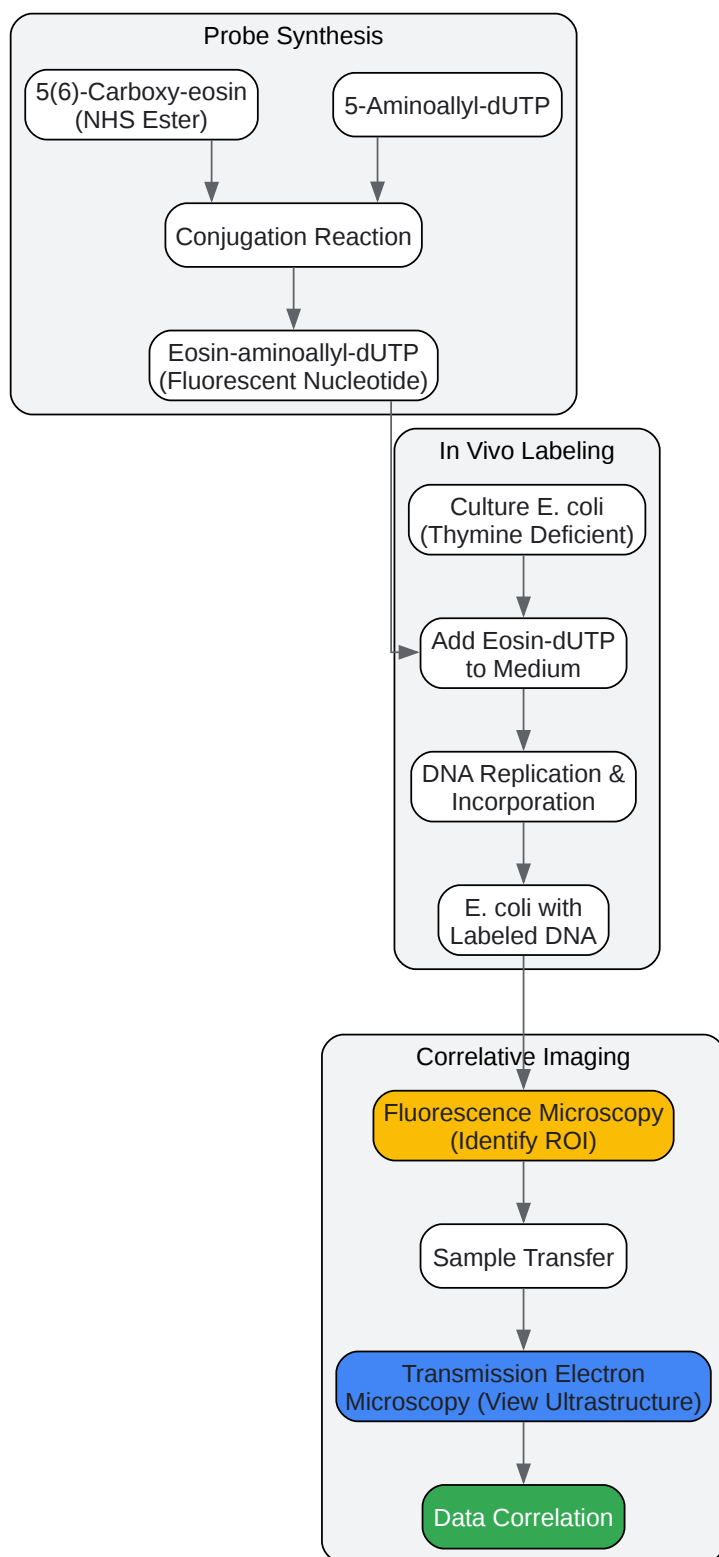 Probe Synthesis
5(6)-Carboxy-eosin
(NHS Ester)
5-Aminoallyl-dUTP
Conjugation Reaction
Eosin-aminoallyl-dUTP
(Fluorescent Nucleotide)
In Vivo Labeling
Culture E. coli
(Thymine Deficient)
Add Eosin-dUTP
to Medium
DNA Replication &
Incorporation
E. coli with
Labeled DNA
Correlative Imaging
Fluorescence Microscopy
(Identify ROI)
Sample Transfer
Transmission Electron
Microscopy (View Ultrastructure)
Data Correlation